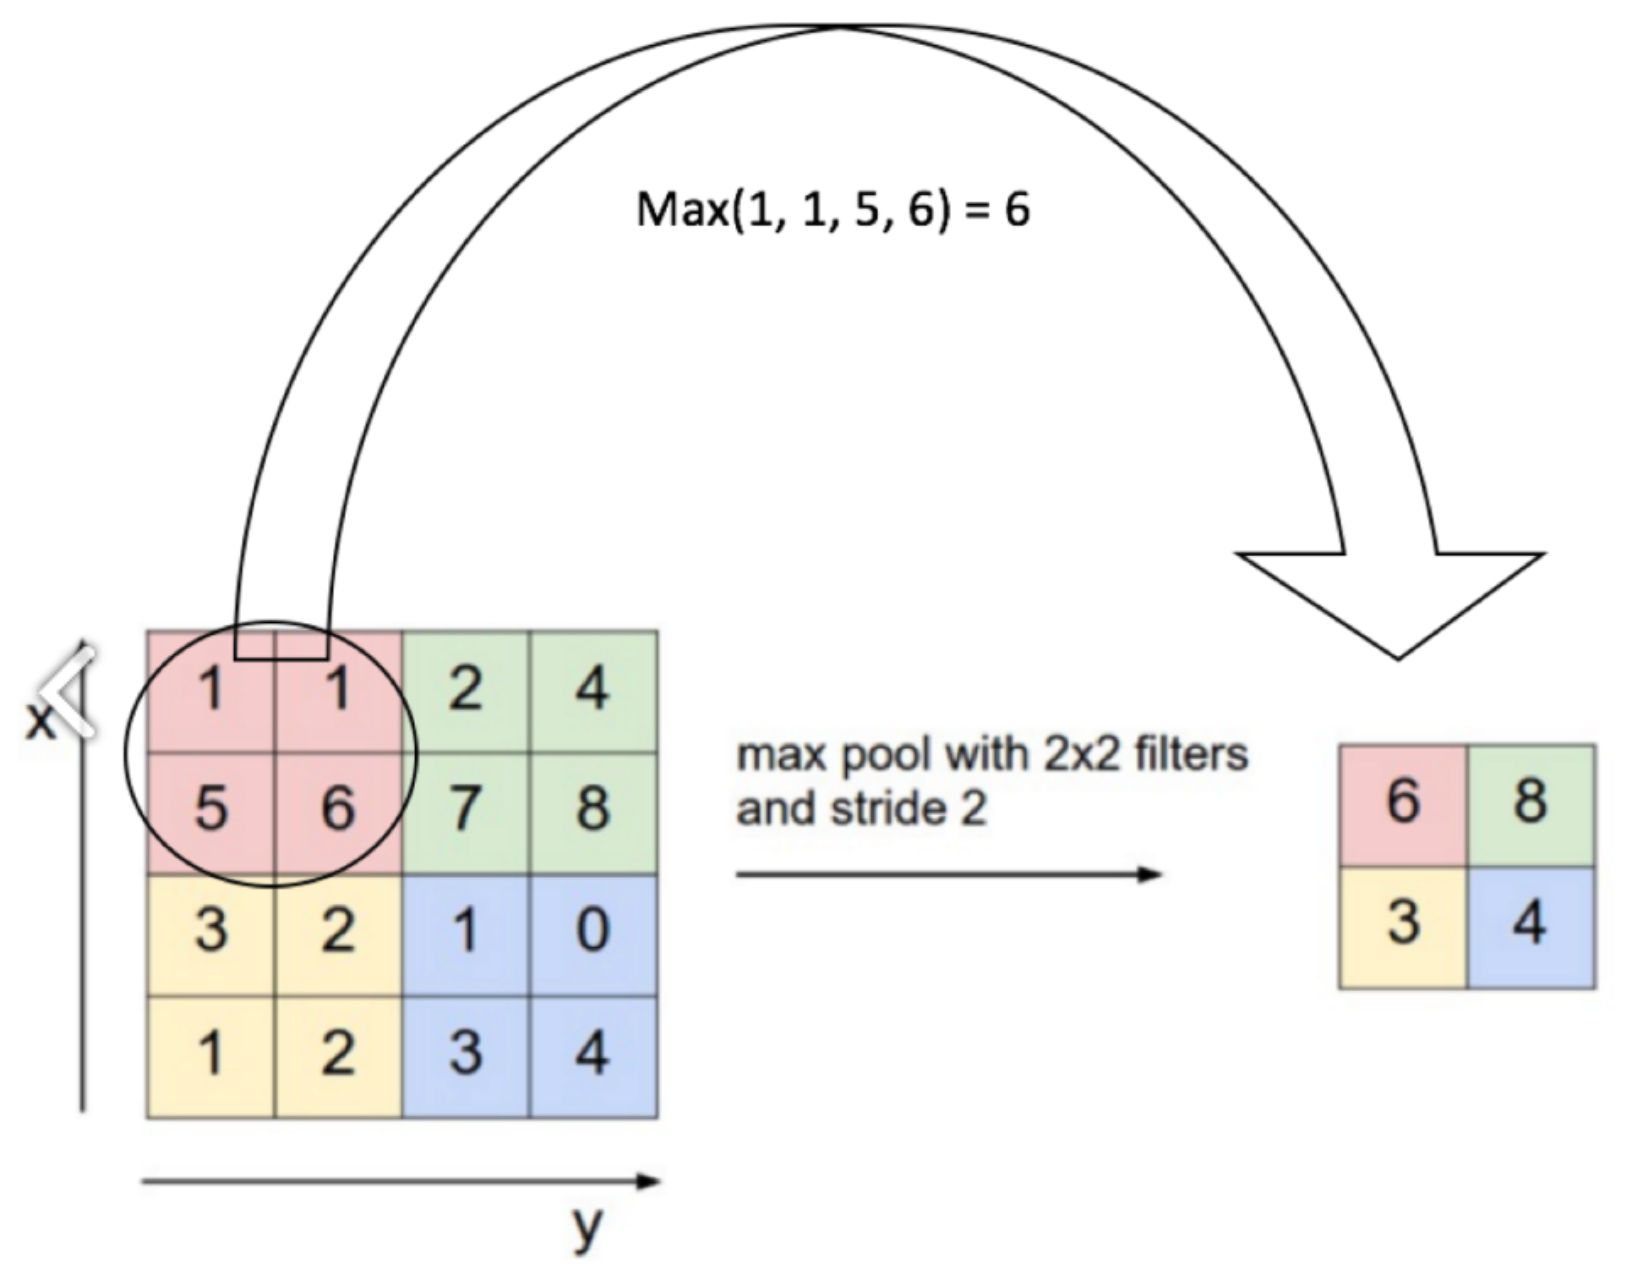 Max(1, 1, 5, 6) = 6
x
1 1 2 4
5 6 7 8
3 2 1 0
1 2 3 4
y
max pool with 2x2 filters
and stride 2
6 8
3 4